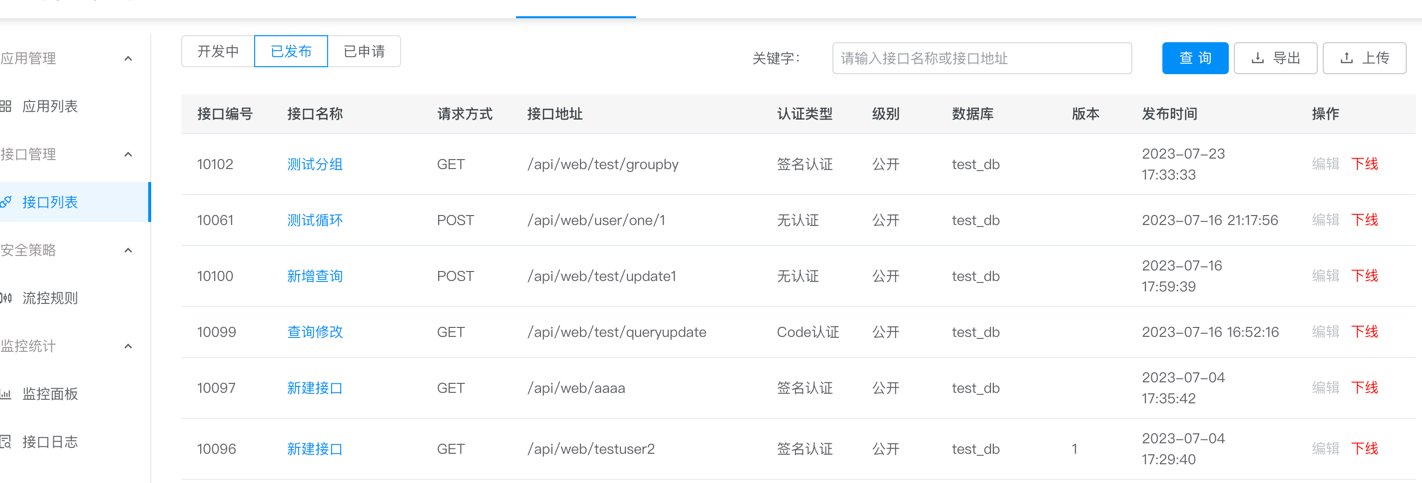 开发中 已发布 已申请 关键字： 请输入接口名称或接口地址 查 询 导出 上传
应用管理
应用列表
接口管理
接口列表
安全策略
流控规则
监控统计
监控面板
接口日志
接口编号 接口名称 请求方式 接口地址 认证类型 级别 数据库 版本 发布时间 操作
10102 测试分组 GET /api/web/test/groupby 签名认证 公开 test_db 2023-07-23 17:33:33 编辑 下线
10061 测试循环 POST /api/web/user/one/1 无认证 公开 test_db 2023-07-16 21:17:56 编辑 下线
10100 新增查询 POST /api/web/test/update1 无认证 公开 test_db 2023-07-16 17:59:39 编辑 下线
10099 查询修改 GET /api/web/test/queryupdate Code认证 公开 test_db 2023-07-16 16:52:16 编辑 下线
10097 新建接口 GET /api/web/aaaa 签名认证 公开 test_db 2023-07-04 17:35:42 编辑 下线
10096 新建接口 GET /api/web/testuser2 签名认证 公开 test_db 1 2023-07-04 17:29:40 编辑 下线